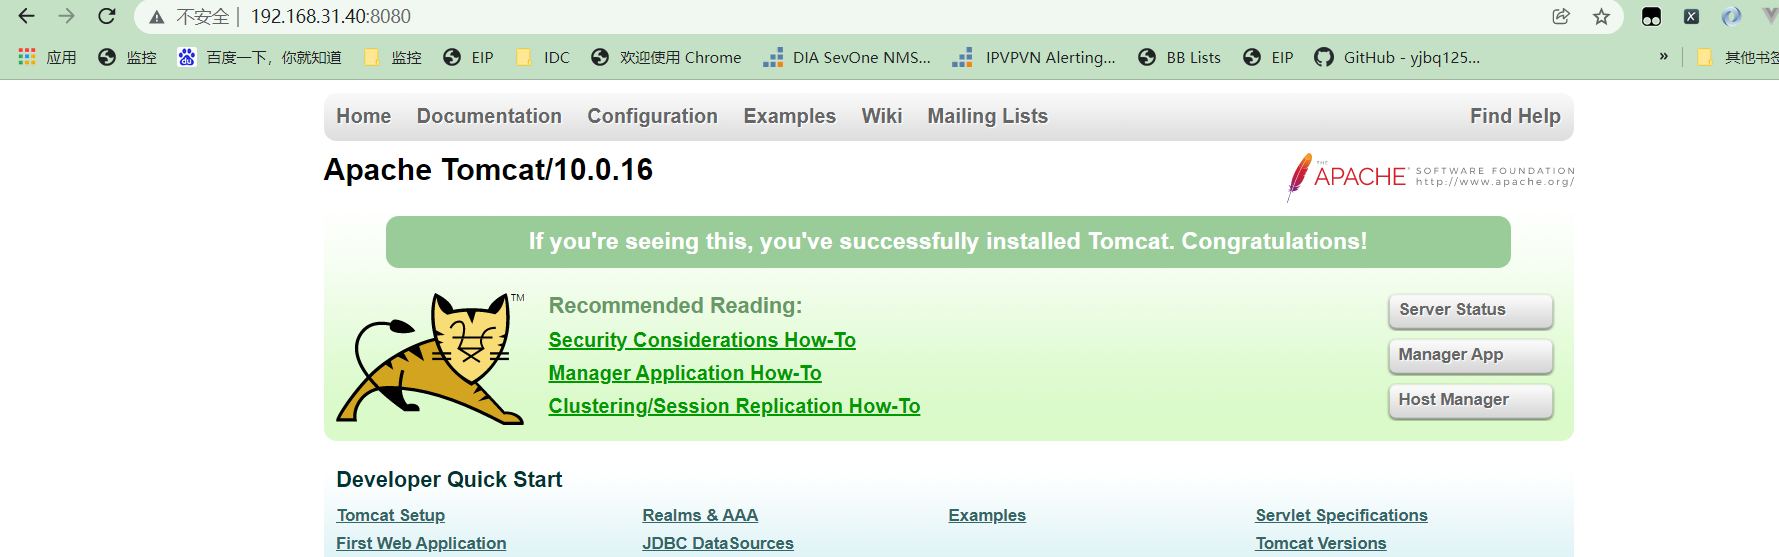 不安全 | 192.168.31.40:8080
应用 监控 百度一下，你就知道 监控 EIP IDC 欢迎使用 Chrome DIA SevOne NMS... IPVPVN Alerting... BB Lists EIP GitHub - yjbq125... » 其他书签
Home Documentation Configuration Examples Wiki Mailing Lists Find Help
Apache Tomcat/10.0.16
THE
APACHE® SOFTWARE FOUNDATION
http://www.apache.org/
If you're seeing this, you've successfully installed Tomcat. Congratulations!
TM
Recommended Reading:
Security Considerations How-To
Manager Application How-To
Clustering/Session Replication How-To
Server Status
Manager App
Host Manager
Developer Quick Start
Tomcat Setup Realms & AAA Examples Servlet Specifications
First Web Application JDBC DataSources Tomcat Versions